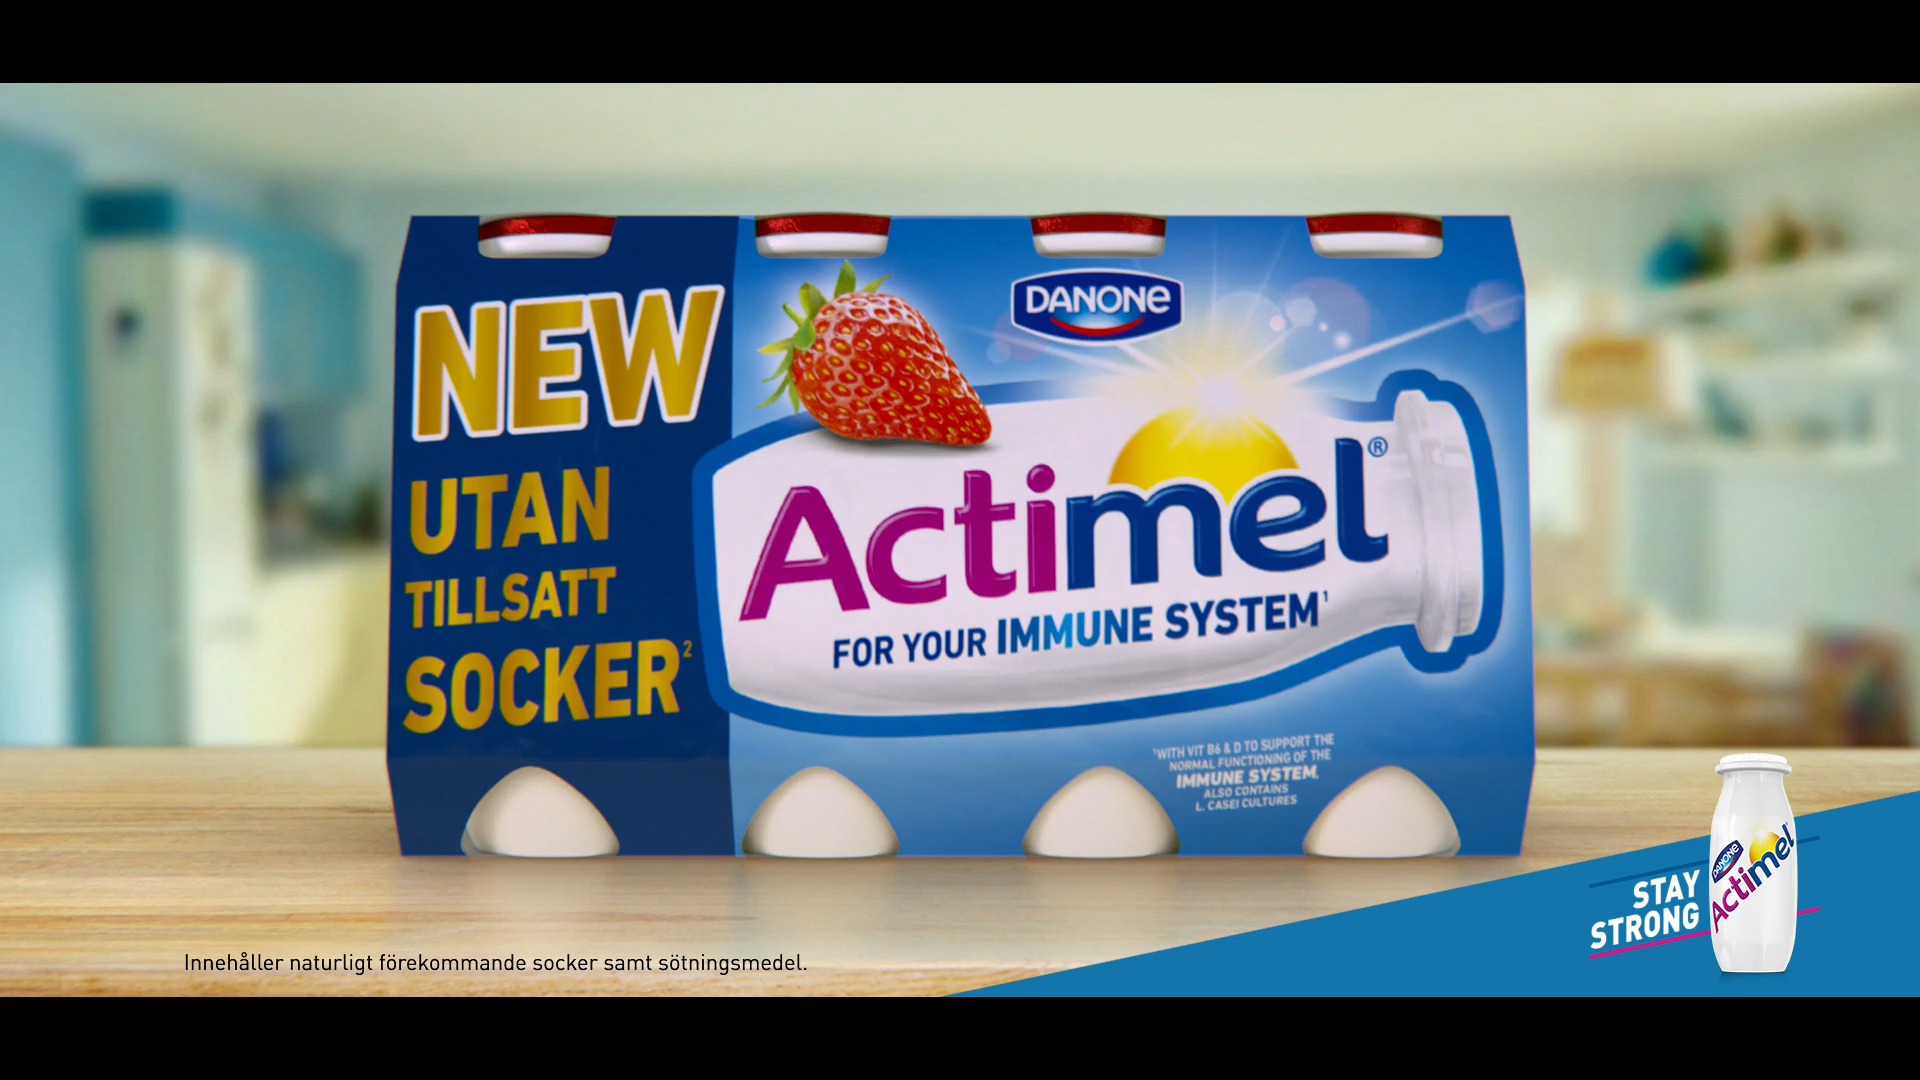 NEW
UTAN
TILLSATT
SOCKER²
DANONE
Actimel®
FOR YOUR IMMUNE SYSTEM¹
¹WITH VIT B6 & D TO SUPPORT THE
NORMAL FUNCTIONING OF THE
IMMUNE SYSTEM.
ALSO CONTAINS
L. CASEI CULTURES
STAY
STRONG
DANONE
Actimel
Innehåller naturligt förekommande socker samt sötningsmedel.